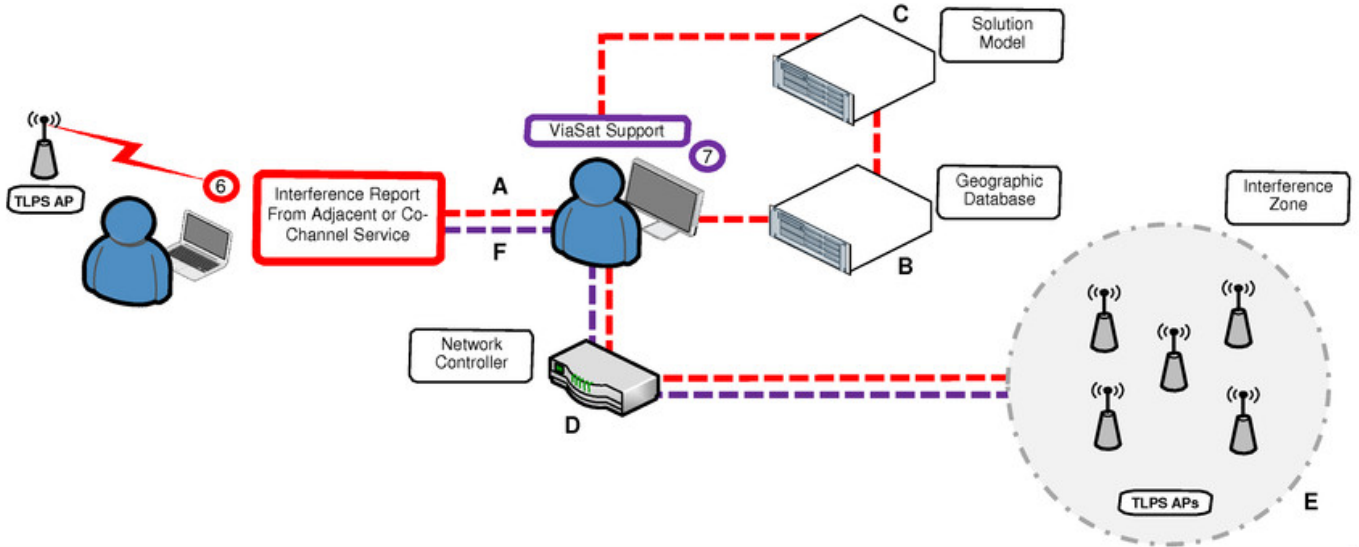 C
Solution
Model
ViaSat Support
7
TLPS AP
6
Interference Report
From Adjacent or Co-
Channel Service
A
F
Geographic
Database
B
Interference
Zone
Network
Controller
D
TLPS APs
E